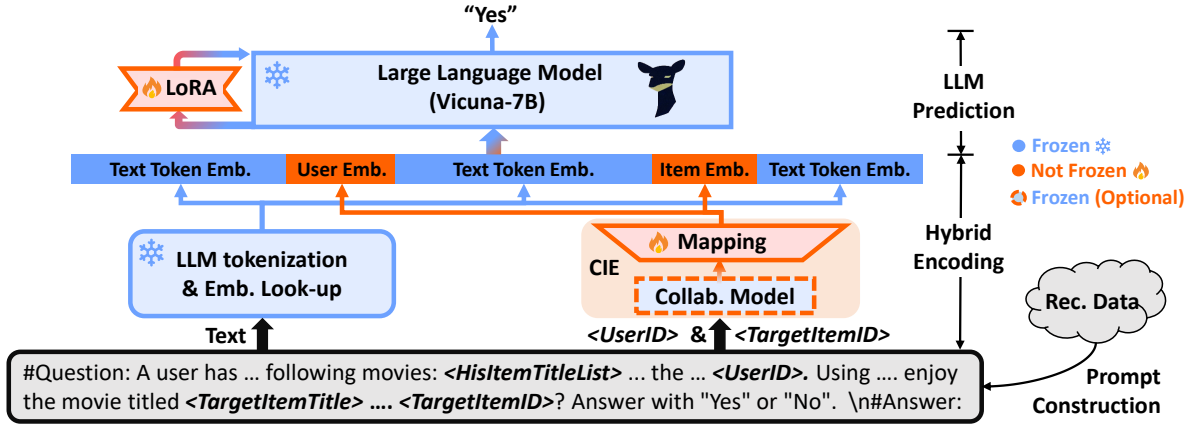 “Yes”
LoRA
Large Language Model
(Vicuna-7B)
LLM
Prediction
Text Token Emb.
User Emb.
Text Token Emb.
Item Emb.
Text Token Emb.
Frozen
Not Frozen
Frozen (Optional)
LLM tokenization
& Emb. Look-up
Mapping
CIE
Collab. Model
Hybrid
Encoding
Rec. Data
Text
<UserID> & <TargetItemID>
#Question: A user has ... following movies: <HisItemTitleList> ... the ... <UserID>. Using .... enjoy
the movie titled <TargetItemTitle> .... <TargetItemID>? Answer with "Yes" or "No". \n#Answer:
Prompt
Construction